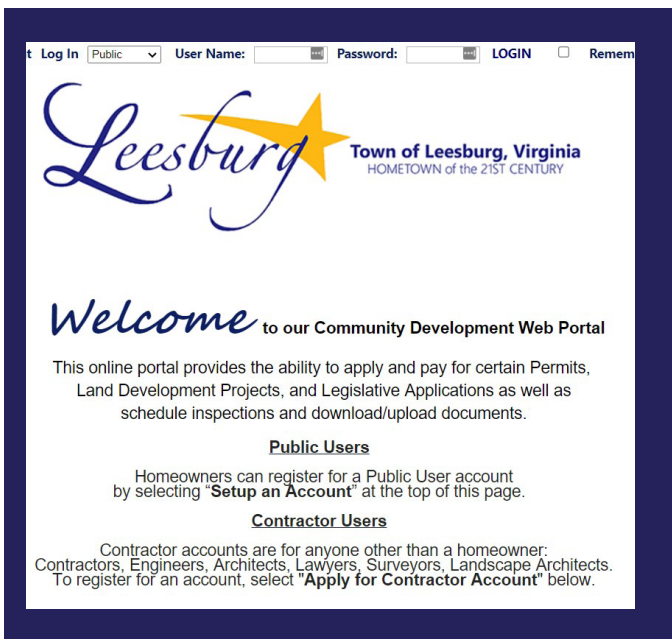 t Log In Public User Name: Password: LOGIN Remem
Leesburg
Town of Leesburg, Virginia
HOMETOWN of the 21ST CENTURY
Welcome to our Community Development Web Portal
This online portal provides the ability to apply and pay for certain Permits,
Land Development Projects, and Legislative Applications as well as
schedule inspections and download/upload documents.
Public Users
Homeowners can register for a Public User account
by selecting “Setup an Account” at the top of this page.
Contractor Users
Contractor accounts are for anyone other than a homeowner:
Contractors, Engineers, Architects, Lawyers, Surveyors, Landscape Architects.
To register for an account, select "Apply for Contractor Account" below.